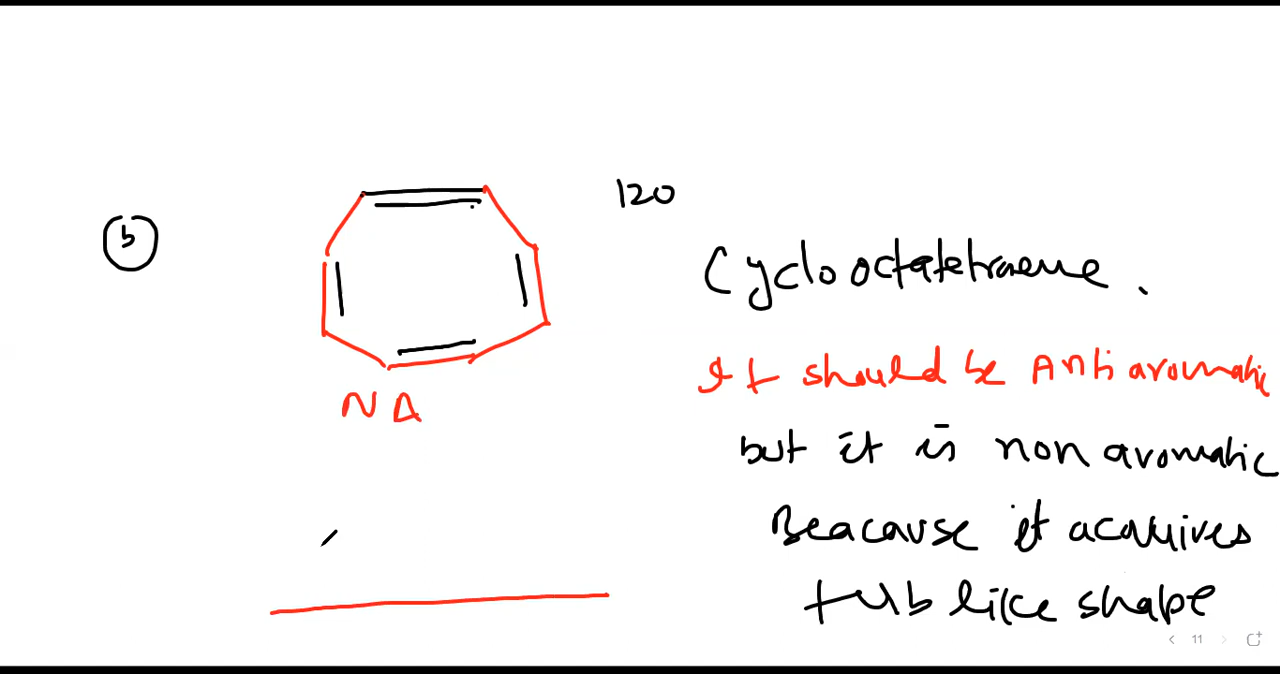 120
b
Cyclooctatetraene.
It should be Antiaromatic
NA
but it is non aromatic
Beacause it acquires
tub like shape
11